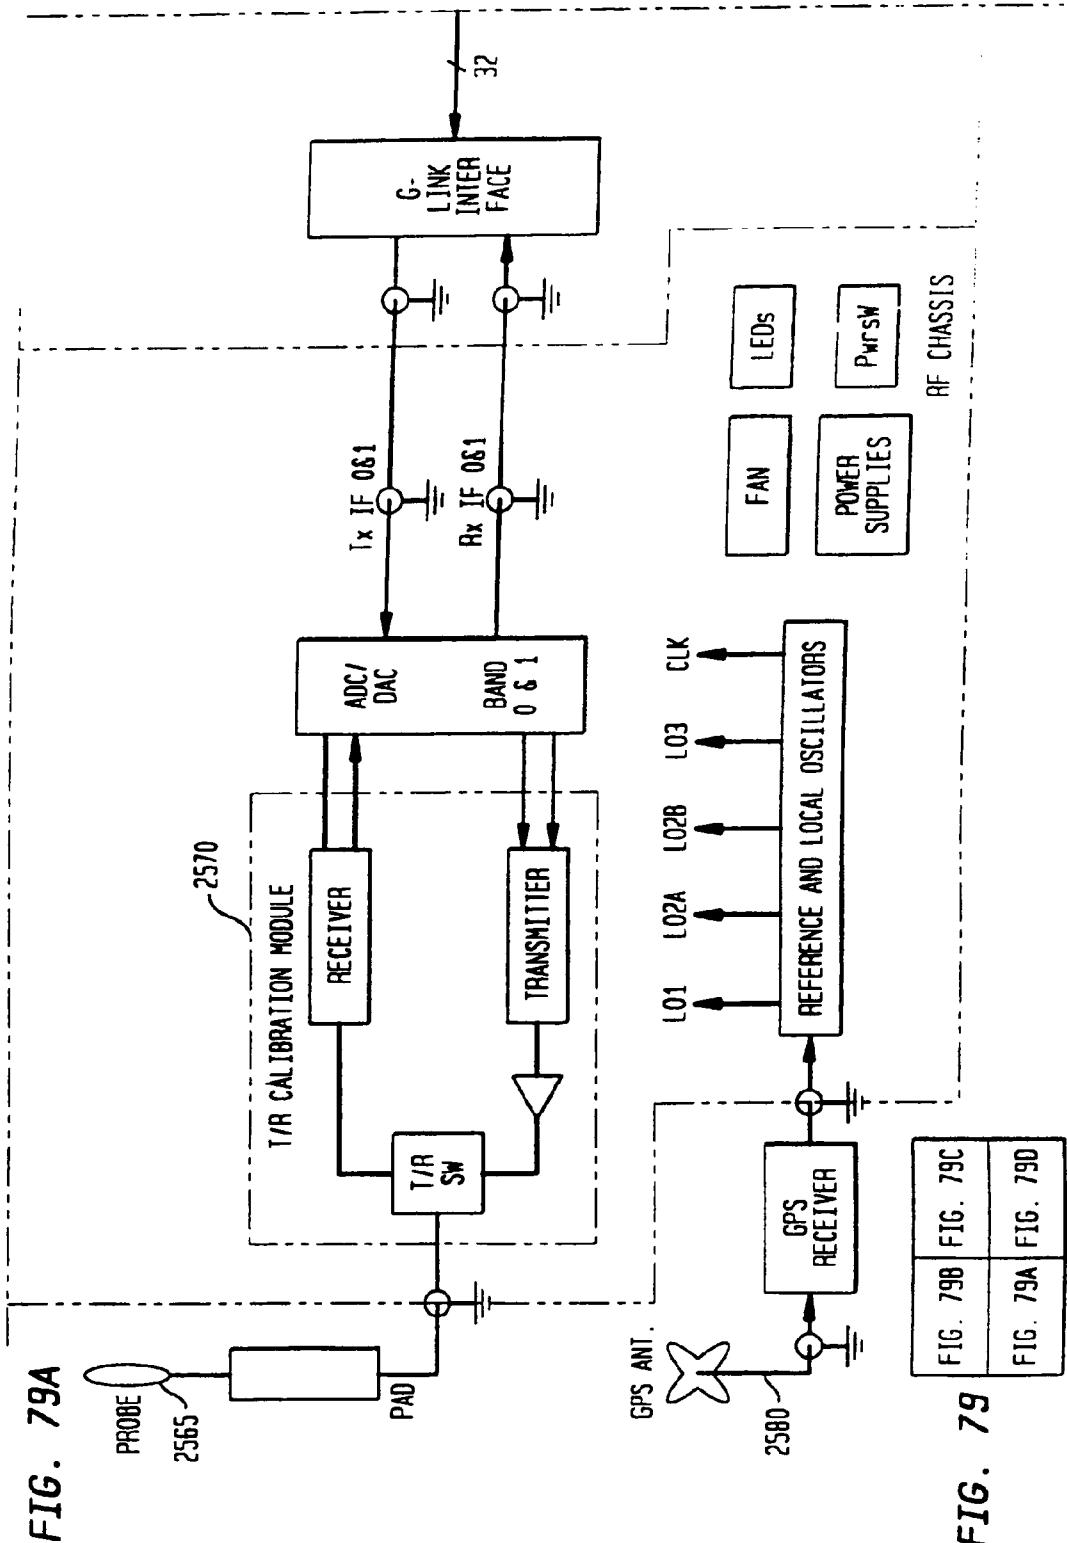 FIG. 79A
PROBE
2565
PAD
2570
T/R CALIBRATION MODULE
T/R
SW
RECEIVER
TRANSMITTER
ADC/
DAC
BAND
0 & 1
Tx IF 0&1
Rx IF 0&1
G-
LINK
INTER
FACE
32
GPS ANT.
2580
GPS
RECEIVER
LO1
LO2A
LO2B
LO3
CLK
REFERENCE AND LOCAL OSCILLATORS
FAN
LEDs
POWER
SUPPLIES
PwrsW
RF CHASSIS
FIG. 79
FIG. 79B
FIG. 79C
FIG. 79A
FIG. 79D